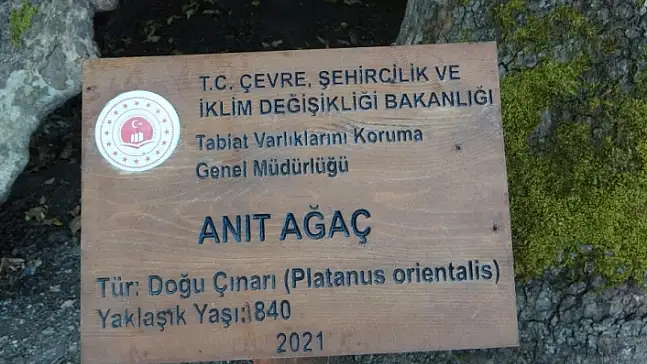 T.C. ÇEVRE, ŞEHİRCİLİK VE
İKLİM DEĞİŞİKLİĞİ BAKANLIĞI
Tabiat Varlıklarını Koruma
Genel Müdürlüğü
ANIT AĞAÇ
Tür: Doğu Çınarı (Platanus orientalis)
Yaklaşık Yaşı:840
2021